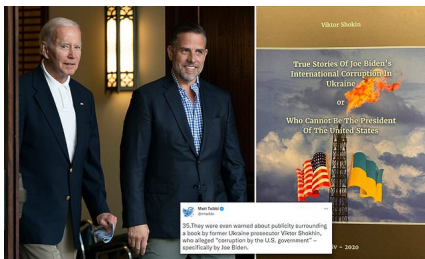 Viktor Shokin
True Stories Of Joe Biden's
International Corruption In
Ukraine
or
Who Cannot Be The President
Of The United States
– 2020
Matt Taibbi
@mtaibbi
35.They were even warned about publicity surrounding
a book by former Ukraine prosecutor Viktor Shokhin,
who alleged "corruption by the U.S. government" –
specifically by Joe Biden.